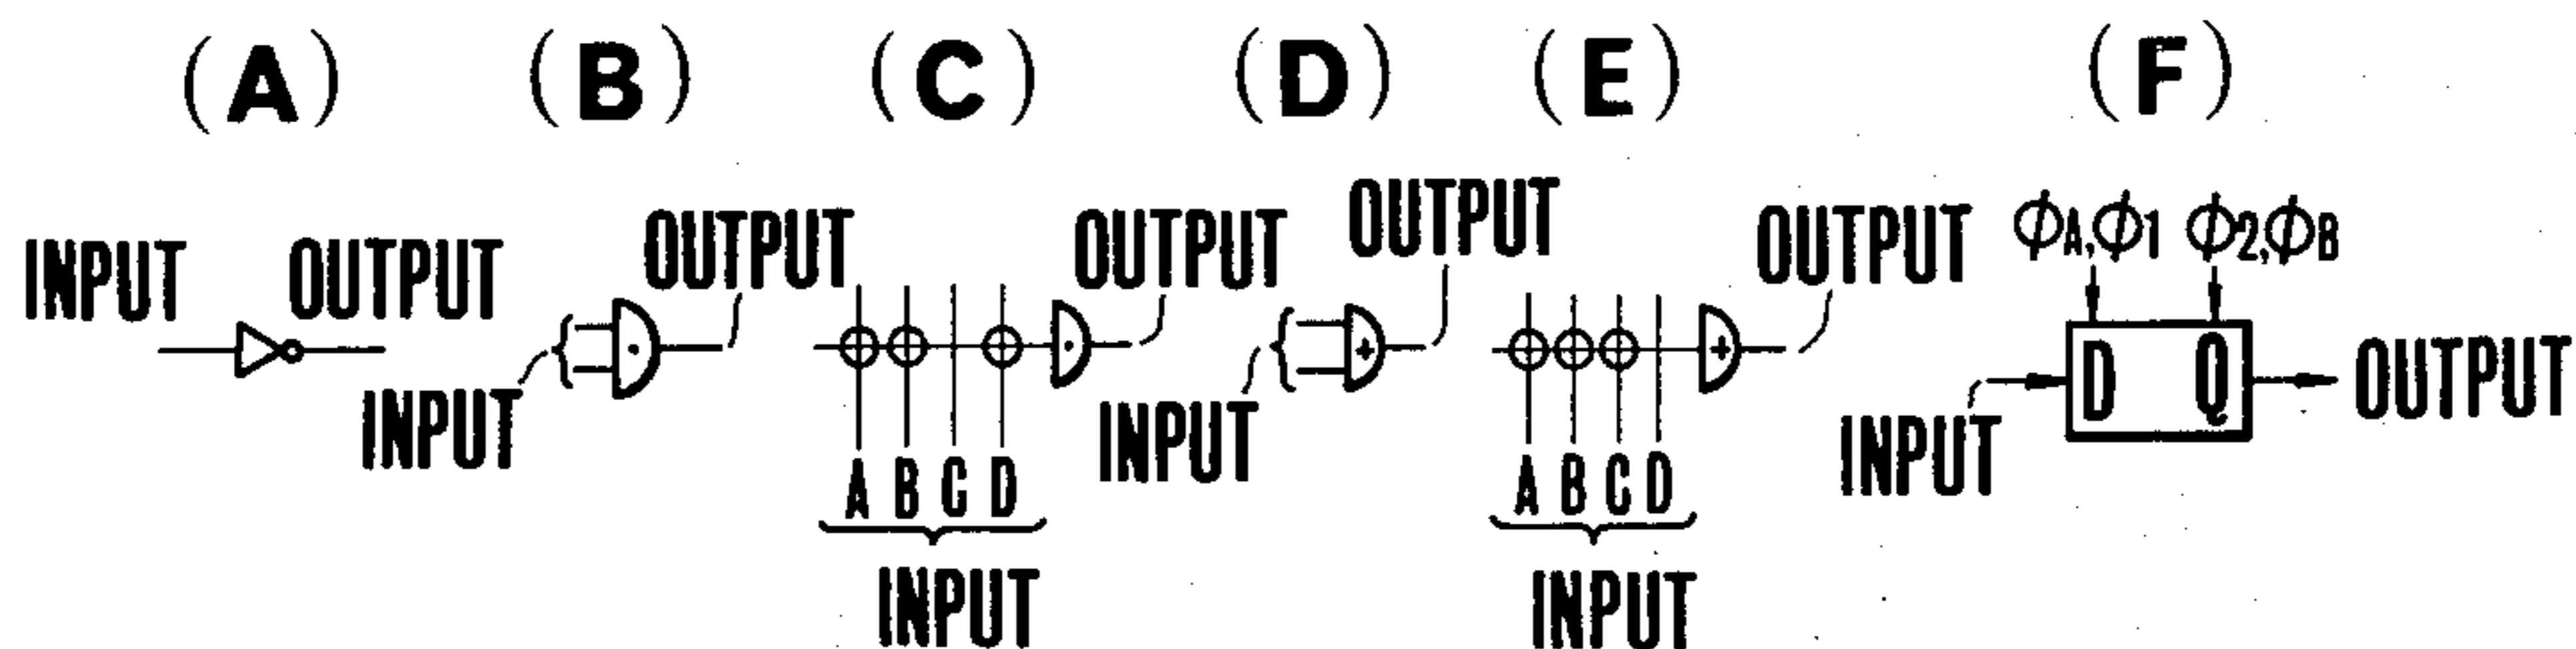 (A) (B) (C) (D) (E) (F)
INPUT OUTPUT
INPUT OUTPUT
OUTPUT
A B C D
INPUT
INPUT OUTPUT
OUTPUT
A B C D
INPUT
ϕA,ϕ1 ϕ2,ϕB
INPUT D Q OUTPUT